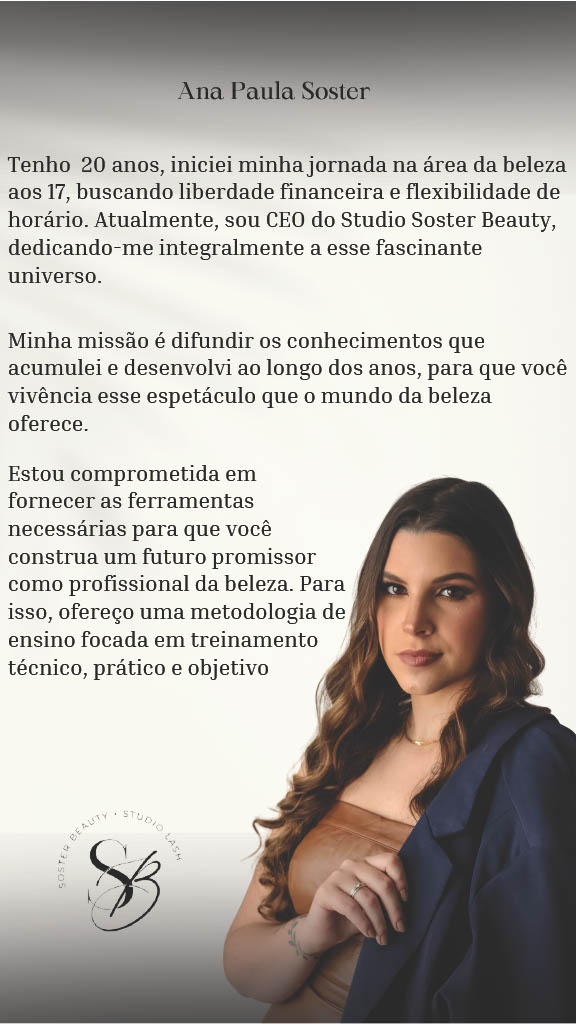 Ana Paula Soster
Tenho 20 anos, iniciei minha jornada na área da beleza
aos 17, buscando liberdade financeira e flexibilidade de
horário. Atualmente, sou CEO do Studio Soster Beauty,
dedicando-me integralmente a esse fascinante
universo.
Minha missão é difundir os conhecimentos que
acumulei e desenvolvi ao longo dos anos, para que você
vivência esse espetáculo que o mundo da beleza
oferece.
Estou comprometida em
fornecer as ferramentas
necessárias para que você
construa um futuro promissor
como profissional da beleza. Para
isso, ofereço uma metodologia de
ensino focada em treinamento
técnico, prático e objetivo
SOSTER BEAUTY • STUDIO LASH
SB